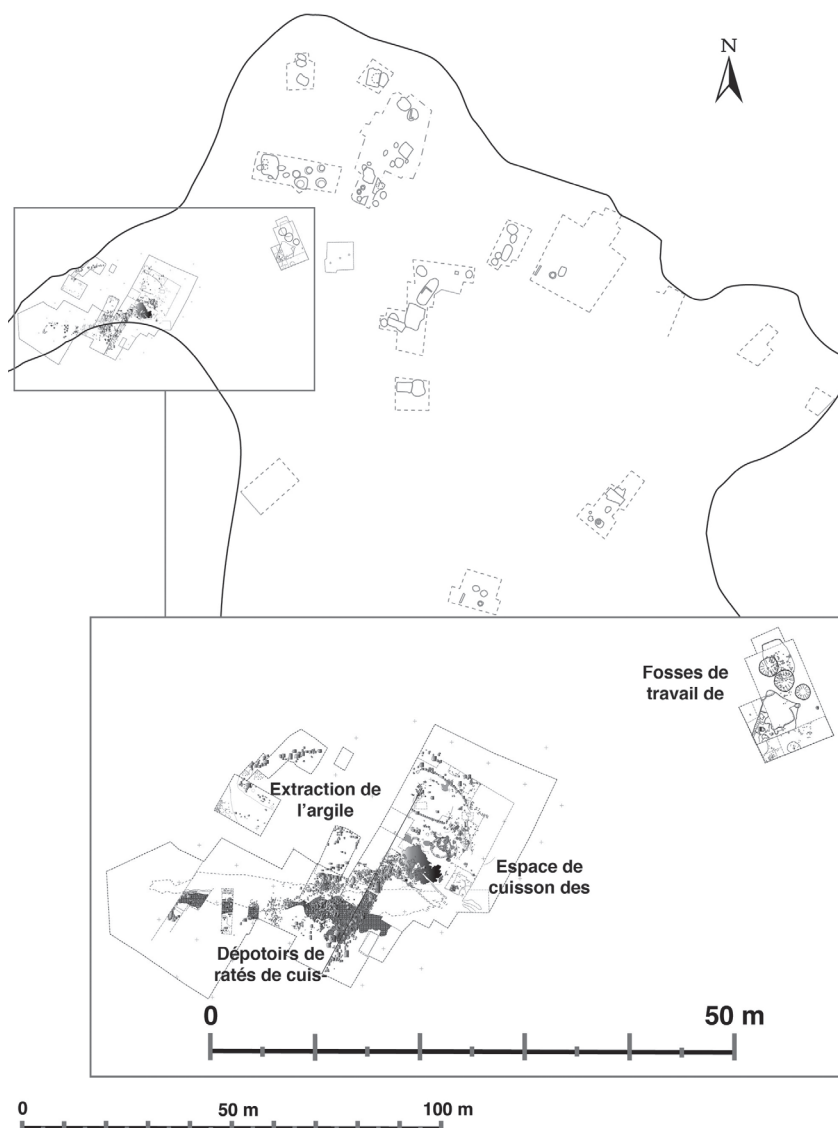 N
Fosses de
travail de
Extraction de
l’argile
Espace de
cuisson des
Dépotoirs de
ratés de cuis-
0 50 m
0 50 m 100 m